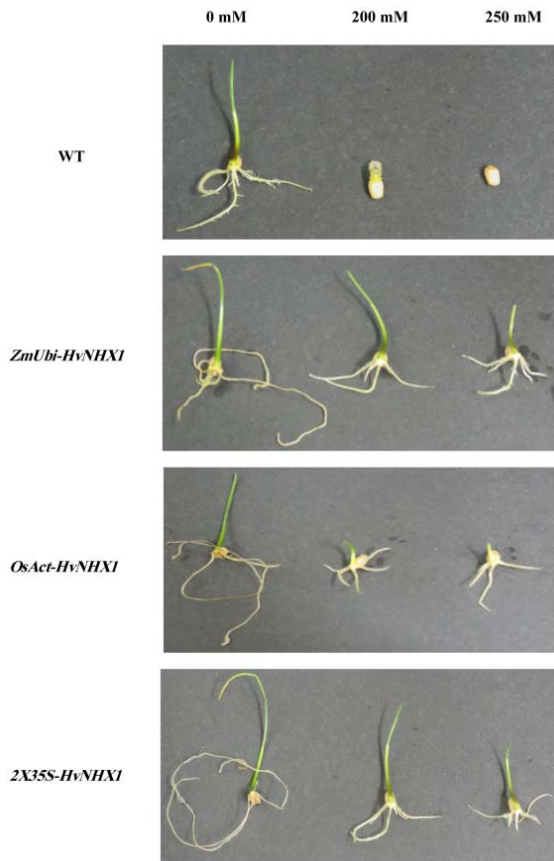 0 mM 200 mM 250 mM
WT
ZmUbi-HvNHX1
OsAct-HvNHX1
2X35S-HvNHX1